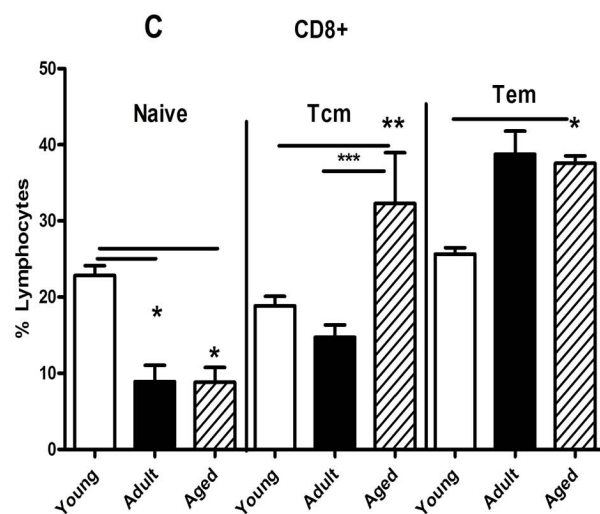 C CD8+
50
Naive Tcm Tem
** *
40
***
30
% Lymphocytes
20
*
*
10
0
Young Adult Aged Young Adult Aged Young Adult Aged